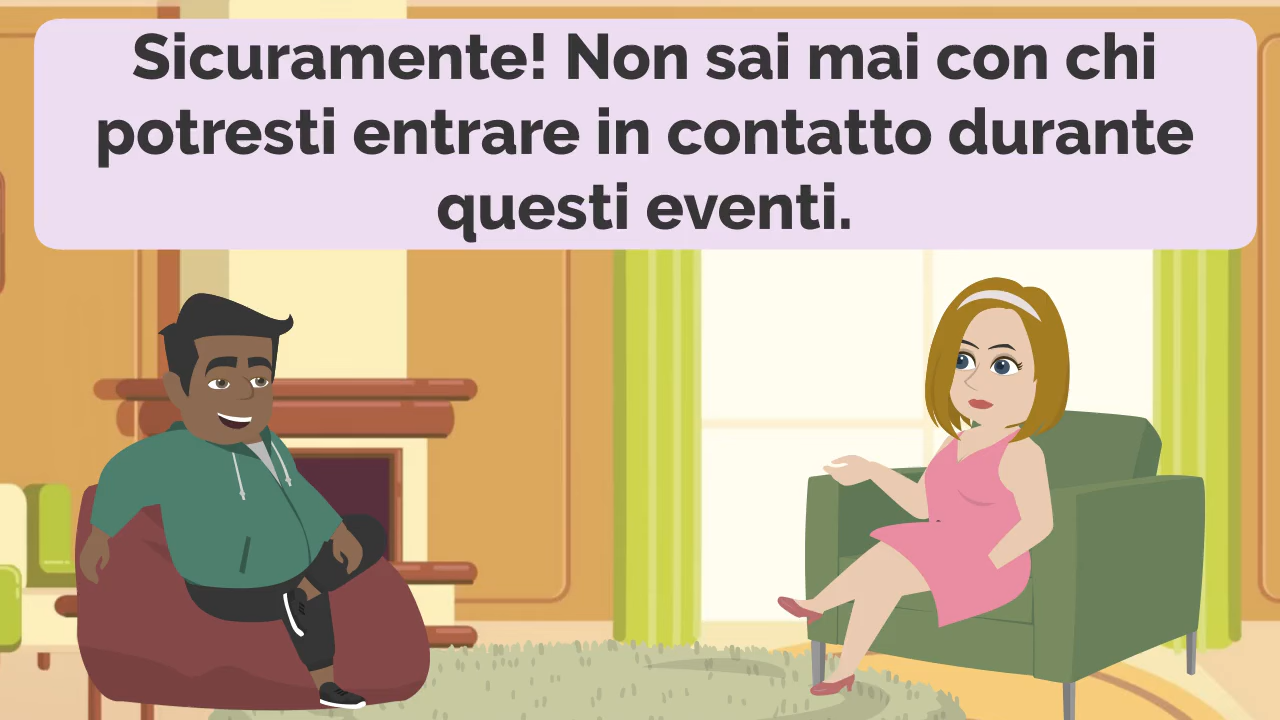 Sicuramente! Non sai mai con chi
potresti entrare in contatto durante
questi eventi.